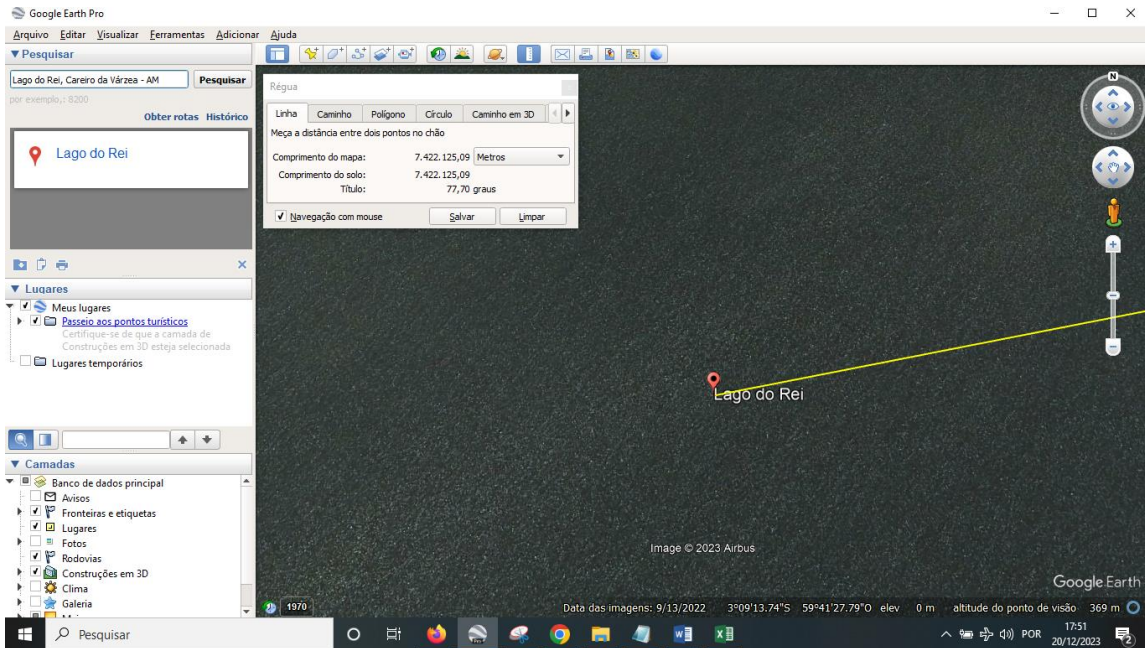 Google Earth Pro
Arquivo Editar Visualizar Ferramentas Adicionar Ajuda
▼ Pesquisar
Lago do Rei, Careiro da Várzea - AM Pesquisar
por exemplo,: 8200
Obter rotas Histórico
Lago do Rei
▼ Lugares
Meus lugares
Passeio aos pontos turísticos
Certifique-se de que a camada de
Construções em 3D esteja selecionada
Lugares temporários
▼ Camadas
Banco de dados principal
Avisos
Fronteiras e etiquetas
Lugares
Fotos
Rodovias
Construções em 3D
Clima
Galeria
Régua
Linha Caminho Polígono Círculo Caminho em 3D
Meça a distância entre dois pontos no chão
Comprimento do mapa: 7.422.125,09 Metros
Comprimento do solo: 7.422.125,09
Título: 77,70 graus
Navegação com mouse Salvar Limpar
N
Lago do Rei
Image © 2023 Airbus
Google Earth
1970
Data das imagens: 9/13/2022 3°09'13.74"S 59°41'27.79"O elev 0 m altitude do ponto de visão 369 m
Pesquisar
POR
17:51
20/12/2023
2